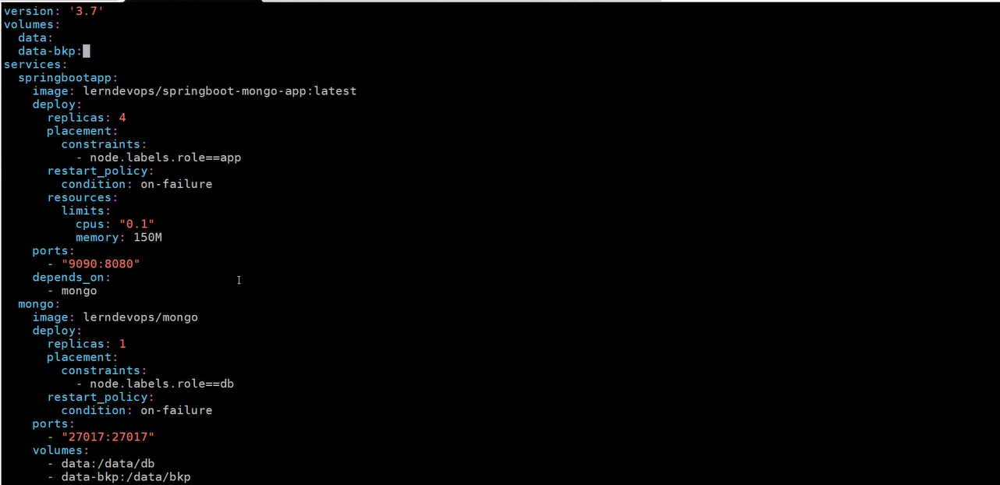 version: '3.7'
volumes:
  data:
  data-bkp:
services:
  springbootapp:
    image: lerndevops/springboot-mongo-app:latest
    deploy:
      replicas: 4
      placement:
        constraints:
          - node.labels.role==app
      restart_policy:
        condition: on-failure
      resources:
        limits:
          cpus: "0.1"
          memory: 150M
    ports:
      - "9090:8080"
    depends_on:
      - mongo
  mongo:
    image: lerndevops/mongo
    deploy:
      replicas: 1
      placement:
        constraints:
          - node.labels.role==db
      restart_policy:
        condition: on-failure
    ports:
      - "27017:27017"
    volumes:
      - data:/data/db
      - data-bkp:/data/bkp